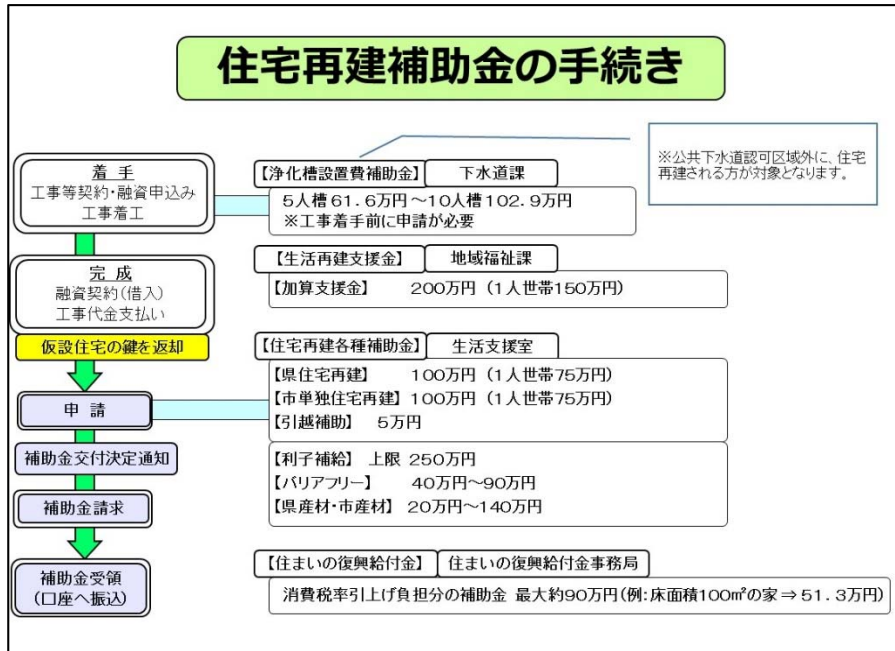 住宅再建補助金の手続き
※公共下水道認可区域外に、住宅
再建される方が対象となります。
着 手
工事等契約・融資申込み
工事着工
【浄化槽設置費補助金】 下水道課
5人槽61.6万円~10人槽102.9万円
※工事着手前に申請が必要
完 成
融資契約(借入)
工事代金支払い
【生活再建支援金】 地域福祉課
【加算支援金】 200万円(1人世帯150万円)
仮設住宅の鍵を返却
【住宅再建各種補助金】 生活支援室
【県住宅再建】 100万円(1人世帯75万円)
【市単独住宅再建】100万円(1人世帯75万円)
【引越補助】 5万円
申 請
補助金交付決定通知
【利子補給】 上限 250万円
【バリアフリー】 40万円~90万円
【県産材・市産材】 20万円~140万円
補助金請求
補助金受領
(口座へ振込)
【住まいの復興給付金】 住まいの復興給付金事務局
消費税率引上げ負担分の補助金 最大約90万円(例:床面積100㎡の家⇒51.3万円)